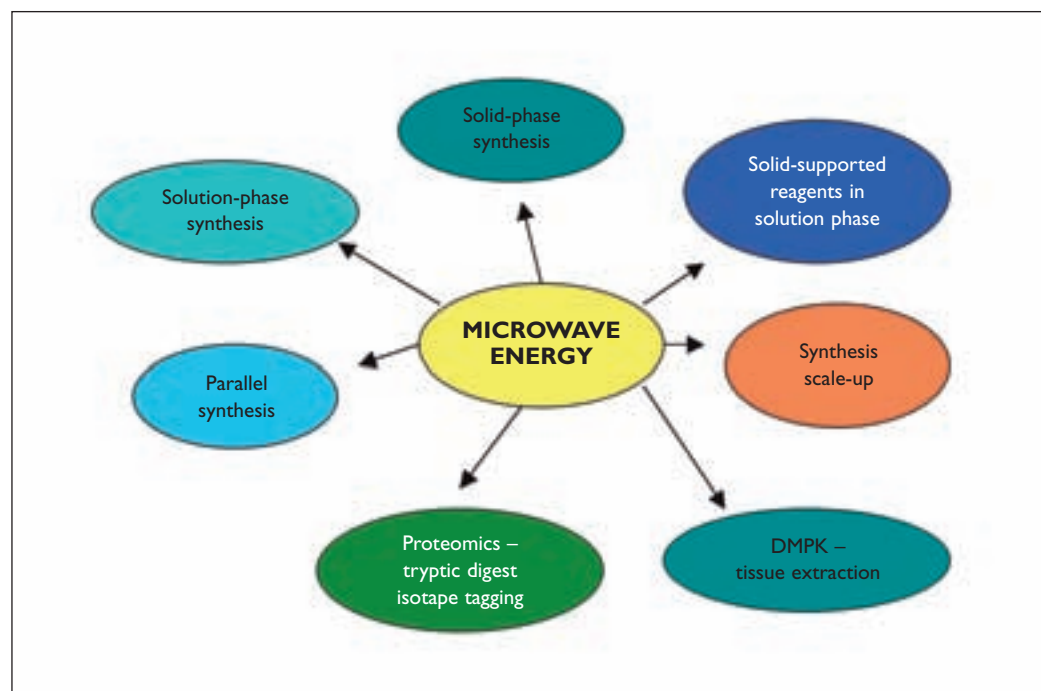 Solid-phase
synthesis
Solid-supported
reagents in
solution phase
Solution-phase
synthesis
MICROWAVE
ENERGY
Synthesis
scale-up
Parallel
synthesis
Proteomics –
tryptic digest
isotape tagging
DMPK –
tissue extraction